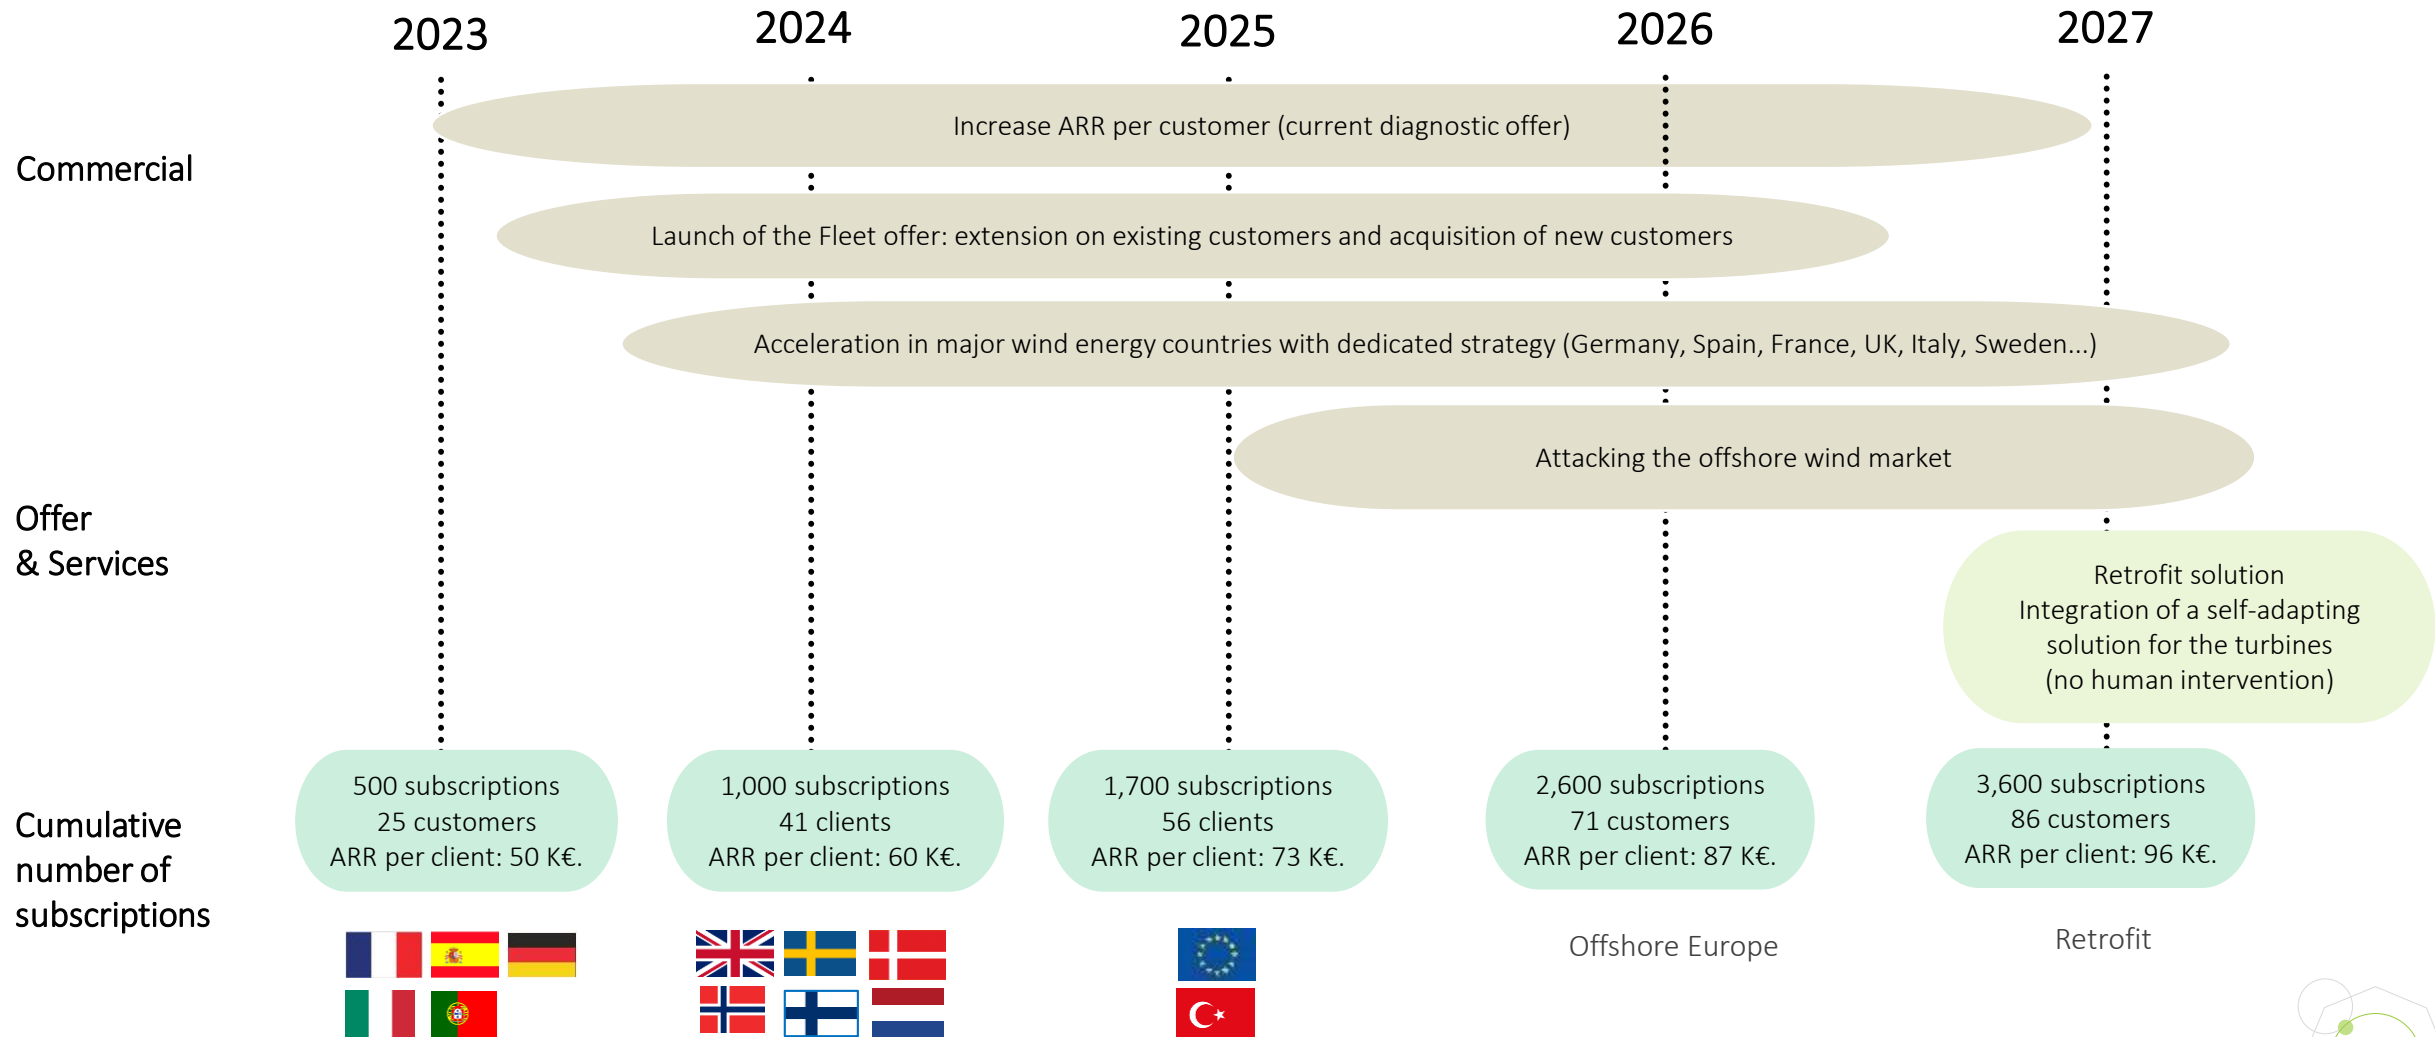 2023
2024
2025
2026
2027
Commercial
Increase ARR per customer (current diagnostic offer)
Launch of the Fleet offer: extension on existing customers and acquisition of new customers
Acceleration in major wind energy countries with dedicated strategy (Germany, Spain, France, UK, Italy, Sweden...)
Attacking the offshore wind market
Offer
& Services
Retrofit solution
Integration of a self-adapting
solution for the turbines
(no human intervention)
Cumulative
number of
subscriptions
500 subscriptions
25 customers
ARR per client: 50 K€.
1,000 subscriptions
41 clients
ARR per client: 60 K€.
1,700 subscriptions
56 clients
ARR per client: 73 K€.
2,600 subscriptions
71 customers
ARR per client: 87 K€.
3,600 subscriptions
86 customers
ARR per client: 96 K€.
Offshore Europe
Retrofit